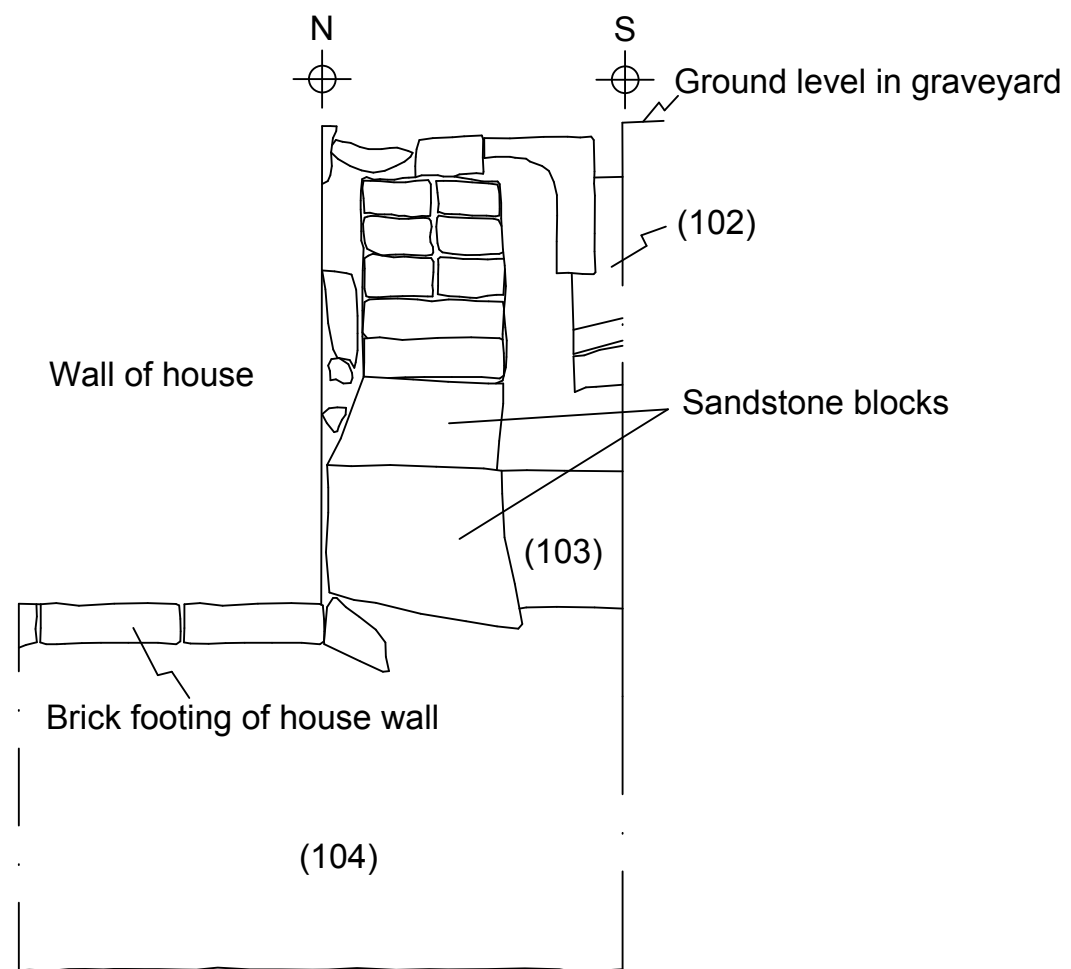 N
S
Ground level in graveyard
(102)
Wall of house
Sandstone blocks
(103)
Brick footing of house wall
(104)